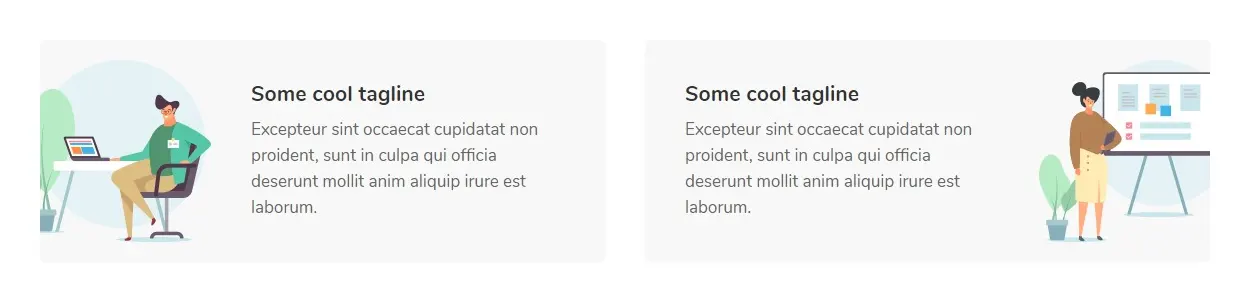 Some cool tagline
Excepteur sint occaecat cupidatat non
proident, sunt in culpa qui officia
deserunt mollit anim aliquip irure est
laborum.
Some cool tagline
Excepteur sint occaecat cupidatat non
proident, sunt in culpa qui officia
deserunt mollit anim aliquip irure est
laborum.